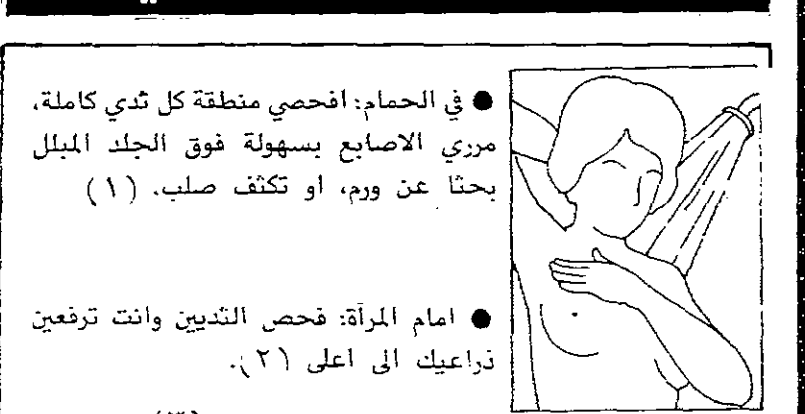 ● في الحمام: افحصي منطقة كل ثدي كاملة،
مرري الاصابع بسهولة فوق الجلد المبلل
بحثا عن ورم، او تكثف صلب. (١)
● امام المرآة: فحص الثديين وانت ترفعين
ذراعيك الى اعلى (٢).